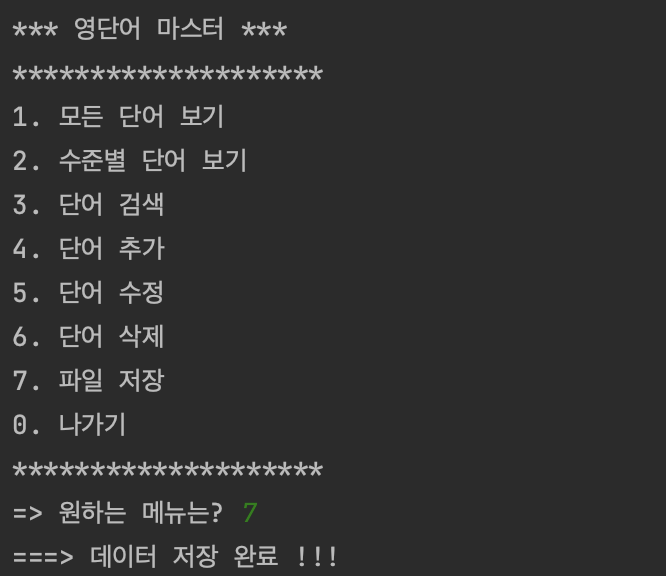 *** 영단어 마스터 ***
********************
1. 모든 단어 보기
2. 수준별 단어 보기
3. 단어 검색
4. 단어 추가
5. 단어 수정
6. 단어 삭제
7. 파일 저장
0. 나가기
********************
=> 원하는 메뉴는? 7
===> 데이터 저장 완료 !!!